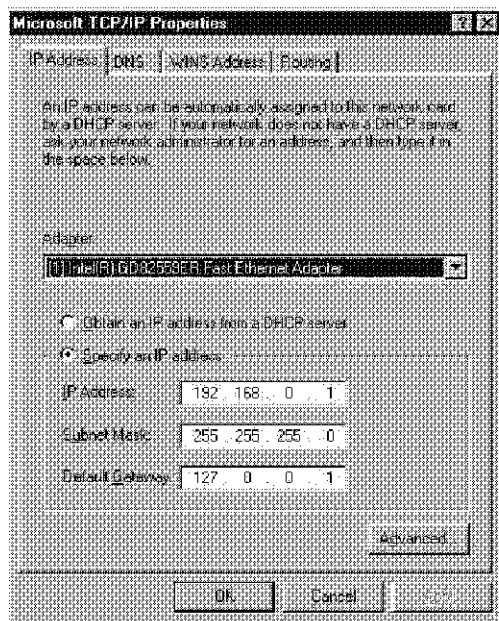 Microsoft TCP/IP Properties
IP Address DNS WINS Address Routing
An IP address can be automatically assigned to this network card
by a DHCP server. If your network does not have a DHCP server,
ask your network administrator for an address, and then type it in
the space below.
Adapter:
[1] Intel(R) GD82559ER Fast Ethernet Adapter
Obtain an IP address from a DHCP server
Specify an IP address
IP Address: 192 . 168 . 0 . 1
Subnet Mask: 255 . 255 . 255 . 0
Default Gateway: 127 . 0 . 0 . 1
Advanced...
OK Cancel Apply